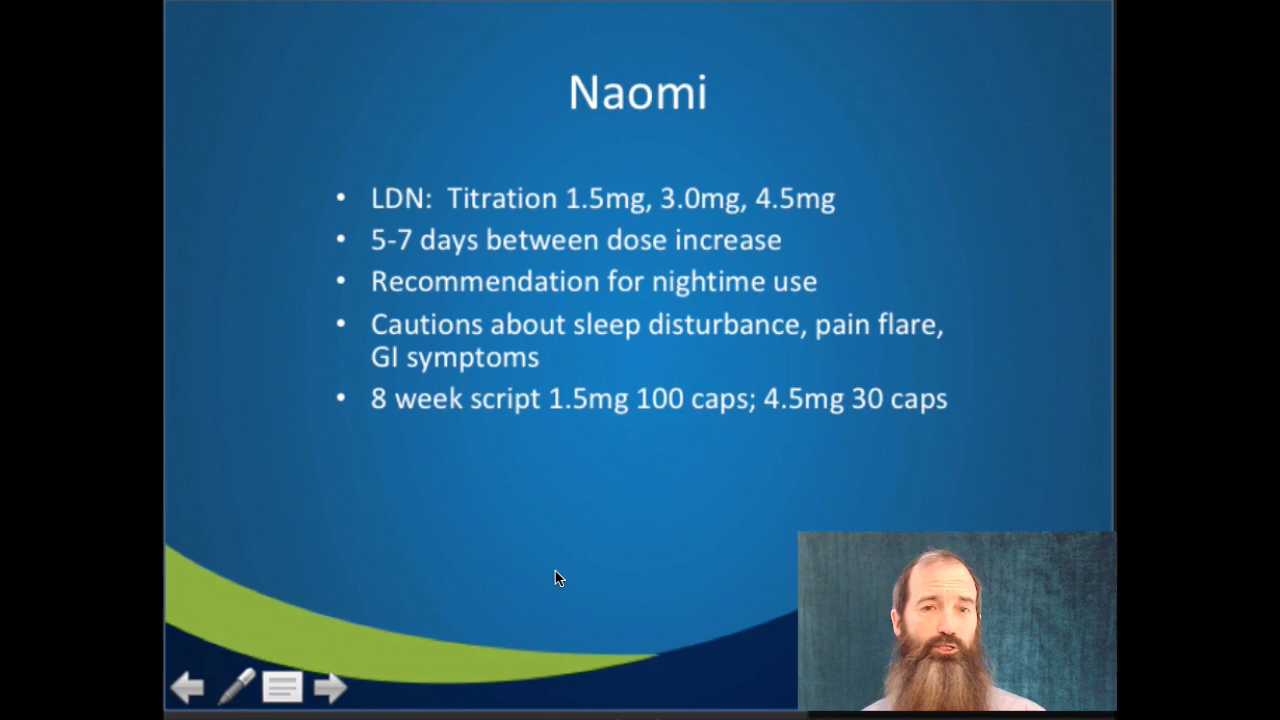 Naomi
• LDN: Titration 1.5mg, 3.0mg, 4.5mg
• 5-7 days between dose increase
• Recommendation for nightime use
• Cautions about sleep disturbance, pain flare,
GI symptoms
• 8 week script 1.5mg 100 caps; 4.5mg 30 caps